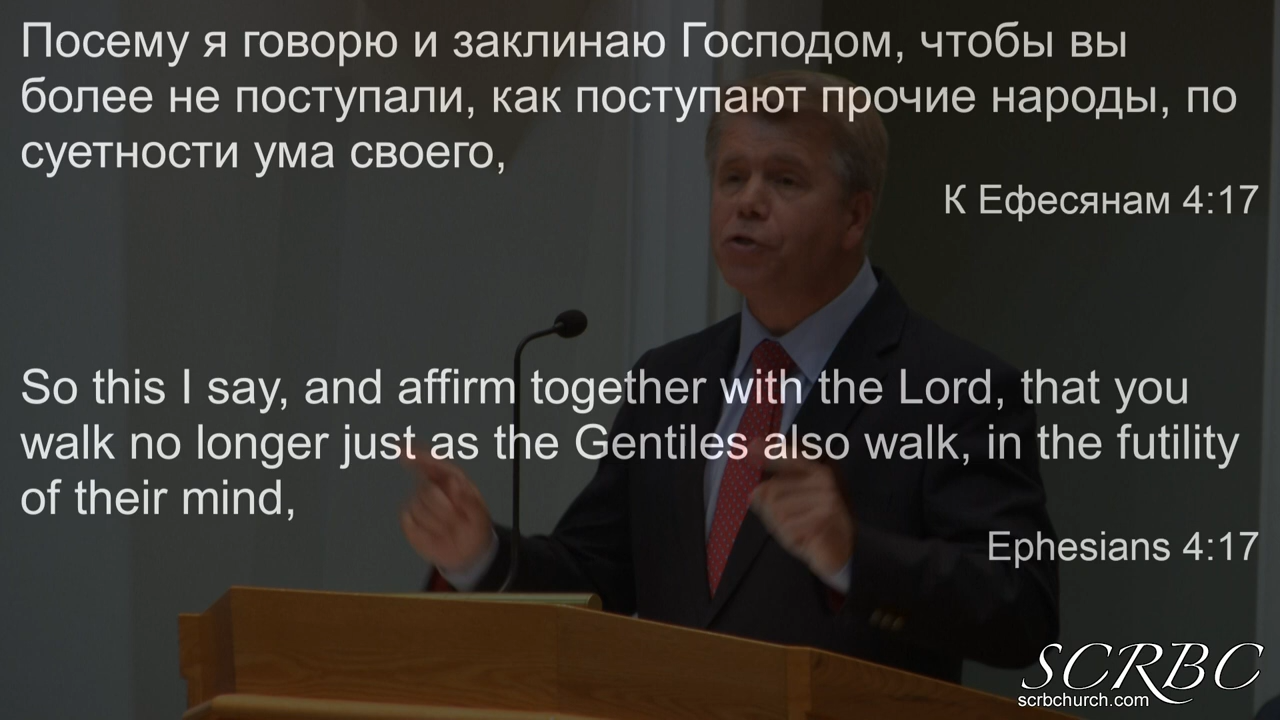 Посему я говорю и заклинаю Господом, чтобы вы
более не поступали, как поступают прочие народы, по
суетности ума своего,
К Ефесянам 4:17
So this I say, and affirm together with the Lord, that you
walk no longer just as the Gentiles also walk, in the futility
of their mind,
Ephesians 4:17
SCRBC
scrbchurch.com